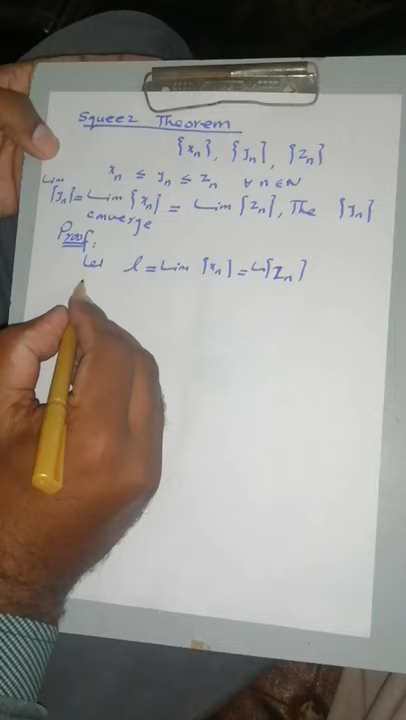 Squeez Theorem
{xn}, {yn}, {zn}
xn ≤ yn ≤ zn ∀ n ∈ N
Lim {yn} = Lim {xn} = Lim {zn}, The {yn}
converge
Proof:
Let l = Lim {xn} = L{Zn}